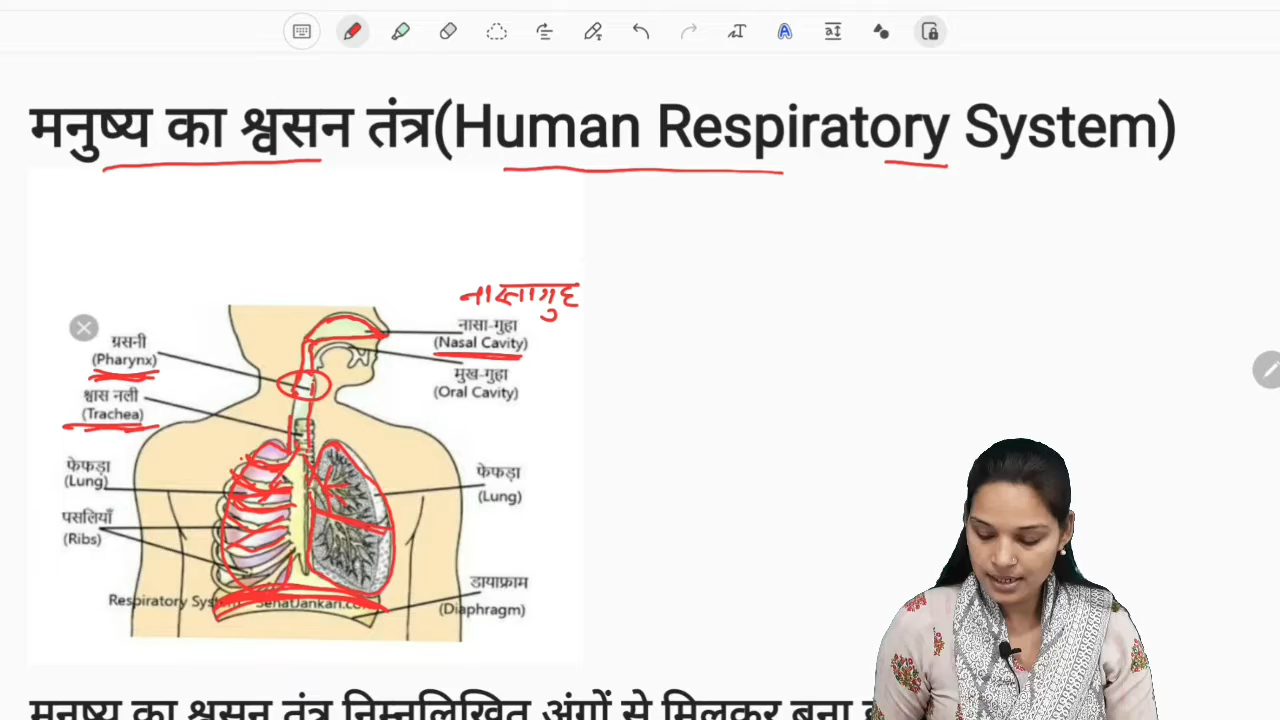 मनुष्य का श्वसन तंत्र(Human Respiratory System)
नासागुह
नासा-गुहा
(Nasal Cavity)
ग्रसनी
(Pharynx)
मुख-गुहा
(Oral Cavity)
श्वास नली
(Trachea)
फेफड़ा
(Lung)
फेफड़ा
(Lung)
पसलियाँ
(Ribs)
डायाफ्राम
(Diaphragm)
Respiratory
मनुष्य का श्वसन तंत्र निम्नलिखित अंगों से मिलकर बना